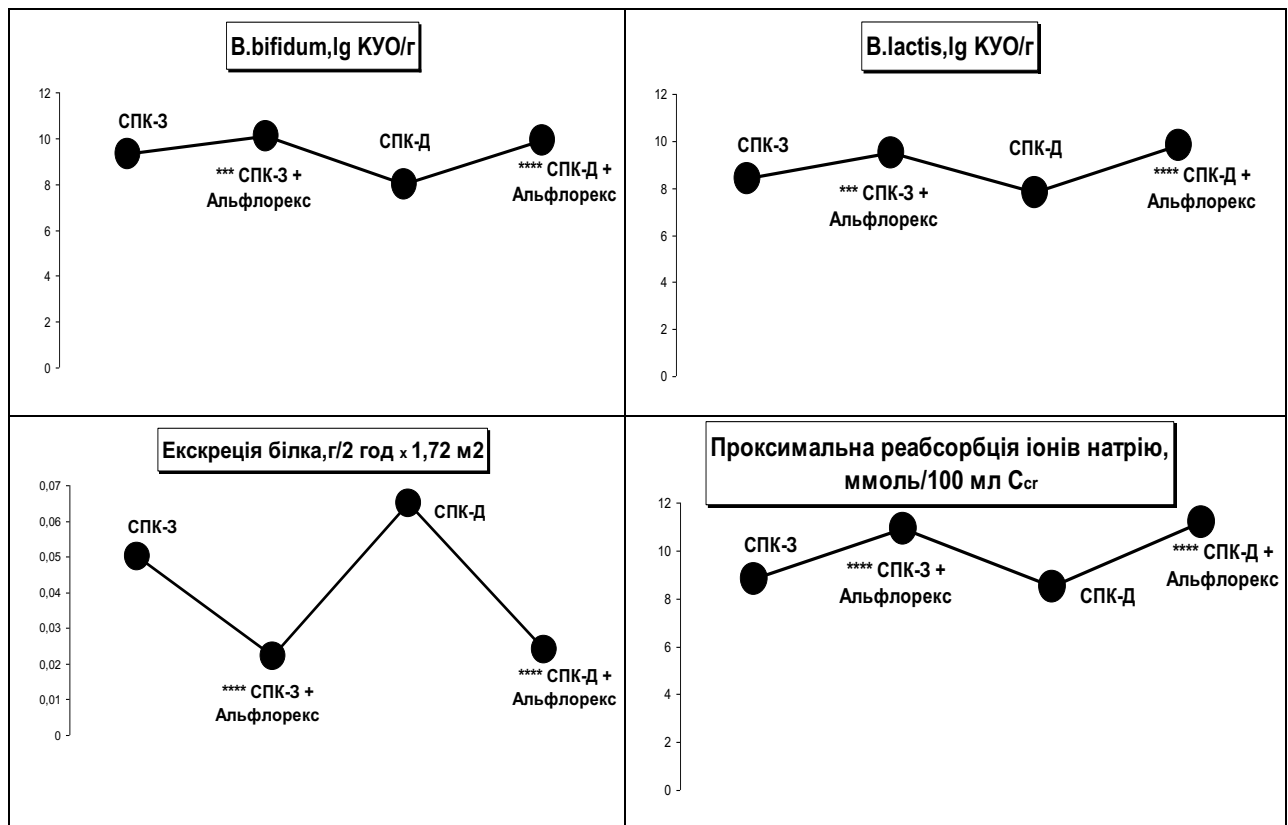 B.bifidum,lg КУО/г
12
10
8
6
4
2
0
СПК-З
*** СПК-З +
Альфлорекс
СПК-Д
**** СПК-Д +
Альфлорекс
B.lactis,lg КУО/г
12
10
8
6
4
2
0
СПК-З
*** СПК-З +
Альфлорекс
СПК-Д
**** СПК-Д +
Альфлорекс
Екскреція білка,г/2 год x 1,72 м2
0,07
0,06
0,05
0,04
0,03
0,02
0,01
0
СПК-З
**** СПК-З +
Альфлорекс
СПК-Д
**** СПК-Д +
Альфлорекс
Проксимальна реабсорбція іонів натрію,
ммоль/100 мл Ccr
12
10
8
6
4
2
0
СПК-З
**** СПК-З +
Альфлорекс
СПК-Д
**** СПК-Д +
Альфлорекс